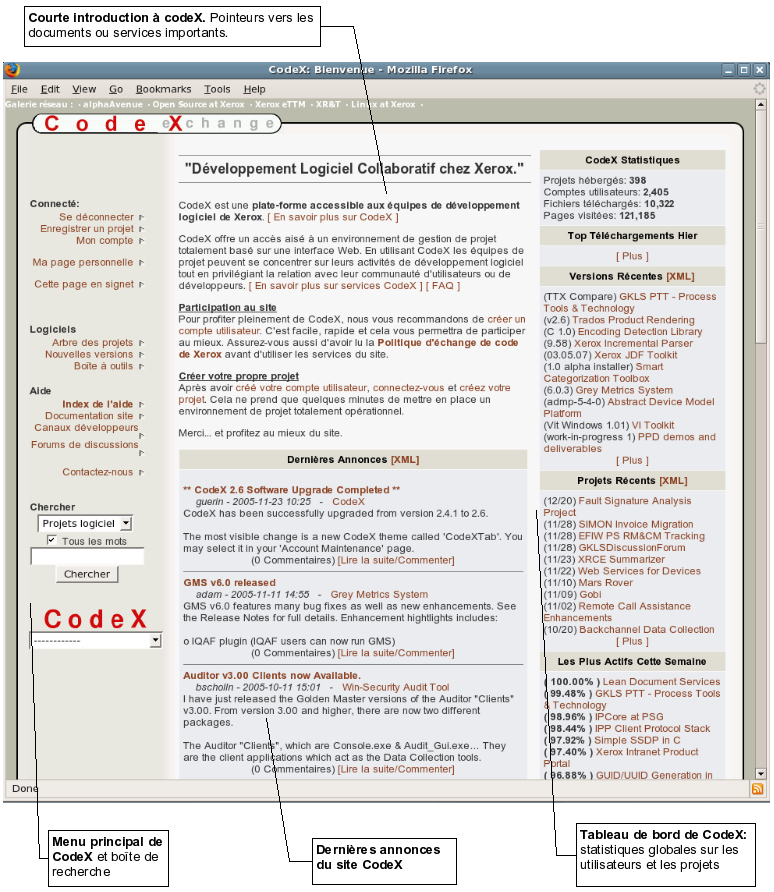 Courte introduction à codeX. Pointeurs vers les
documents ou services importants.
CodeX: Bienvenue - Mozilla Firefox
File Edit View Go Bookmarks Tools Help
Galerie réseau : · alphaAvenue · Open Source at Xerox · Xerox eTTM · XR&T · Linux at Xerox ·
Code eXchange
Connecté:
Se déconnecter
Enregistrer un projet
Mon compte
Ma page personnelle
Cette page en signet
Logiciels
Arbre des projets
Nouvelles versions
Boîte à outils
Aide
Index de l'aide
Documentation site
Canaux développeurs
Forums de discussions
Contactez-nous
Chercher
Projets logiciel
Tous les mots
Chercher
CodeX
------------
"Développement Logiciel Collaboratif chez Xerox."
CodeX est une plate-forme accessible aux équipes de développement
logiciel de Xerox. [ En savoir plus sur CodeX ]
CodeX offre un accès aisé à un environnement de gestion de projet
totalement basé sur une interface Web. En utilisant CodeX les équipes de
projet peuvent se concentrer sur leurs activités de développement logiciel
tout en privilégiant la relation avec leur communauté d'utilisateurs ou de
développeurs. [ En savoir plus sur services CodeX ] [ FAQ ]
Participation au site
Pour profiter pleinement de CodeX, nous vous recommandons de créer un
compte utilisateur. C'est facile, rapide et cela vous permettra de participer
au mieux. Assurez-vous aussi d'avoir lu la Politique d'échange de code
de Xerox avant d'utiliser les services du site.
Créer votre propre projet
Après avoir créé votre compte utilisateur, connectez-vous et créez votre
projet. Cela ne prend que quelques minutes de mettre en place un
environnement de projet totalement opérationnel.
Merci... et profitez au mieux du site.
Dernières Annonces [XML]
** CodeX 2.6 Software Upgrade Completed **
guerin - 2005-11-23 10:25 - CodeX
CodeX has been successfully upgraded from version 2.4.1 to 2.6.
The most visible change is a new CodeX theme called 'CodeXTab'. You
may select it in your 'Account Maintenance' page.
(0 Commentaires) [Lire la suite/Commenter]
GMS v6.0 released
adam - 2005-11-11 14:55 - Grey Metrics System
GMS v6.0 features many bug fixes as well as new enhancements. See
the Release Notes for full details. Enhancement hightlights includes:
o IQAF plugin (IQAF users can now run GMS)
(0 Commentaires) [Lire la suite/Commenter]
Auditor v3.00 Clients now Available.
bscholin - 2005-10-11 15:01 - Win-Security Audit Tool
I have just released the Golden Master versions of the Auditor "Clients"
v3.00. From version 3.00 and higher, there are now two different
packages.
The Auditor "Clients", which are Console.exe & Audit_Gui.exe... They
are the client applications which act as the Data Collection tools.
(0 Commentaires) [Lire la suite/Commenter]
CodeX Statistiques
Projets hébergés: 398
Comptes utilisateurs: 2,405
Fichiers téléchargés: 10,322
Pages visitées: 121,185
Top Téléchargements Hier
[ Plus ]
Versions Récentes [XML]
(TTX Compare) GKLS PTT - Process
Tools & Technology
(v2.6) Trados Product Rendering
(C 1.0) Encoding Detection Library
(9.58) Xerox Incremental Parser
(03.05.07) Xerox JDF Toolkit
(1.0 alpha installer) Smart
Categorization Toolbox
(6.0.3) Grey Metrics System
(admp-5-4-0) Abstract Device Model
Platform
(Vit Windows 1.01) VI Toolkit
(work-in-progress 1) PPD demos and
deliverables
[ Plus ]
Projets Récents [XML]
(12/20) Fault Signature Analysis
Project
(11/28) SIMON Invoice Migration
(11/28) EFIW PS RM&CM Tracking
(11/28) GKLSDiscussionForum
(11/23) XRCE Summarizer
(11/22) Web Services for Devices
(11/10) Mars Rover
(11/09) Gobi
(11/02) Remote Call Assistance
Enhancements
(10/20) Backchannel Data Collection
[ Plus ]
Les Plus Actifs Cette Semaine
( 100.00% ) Lean Document Services
( 99.48% ) GKLS PTT - Process Tools
& Technology
( 98.96% ) IPCore at PSG
( 98.44% ) IPP Client Protocol Stack
( 97.92% ) Simple SSDP in C
( 97.40% ) Xerox Intranet Product
Portal
( 96.88% ) GUID/UUID Generation in
Done
Menu principal de
CodeX et boîte de
recherche
Dernières annonces
du site CodeX
Tableau de bord de CodeX:
statistiques globales sur les
utilisateurs et les projets